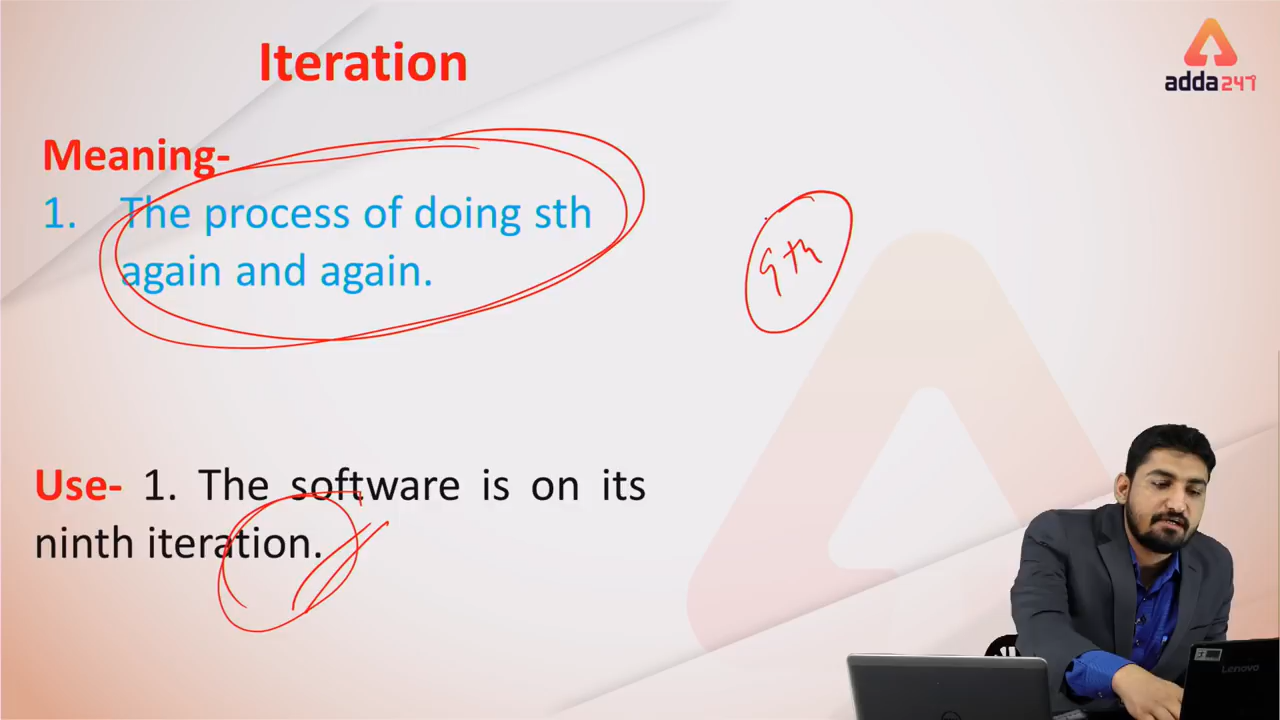 Iteration
adda247
Meaning-
1. The process of doing sth
again and again.
9th
Use- 1. The software is on its
ninth iteration.
Lenovo